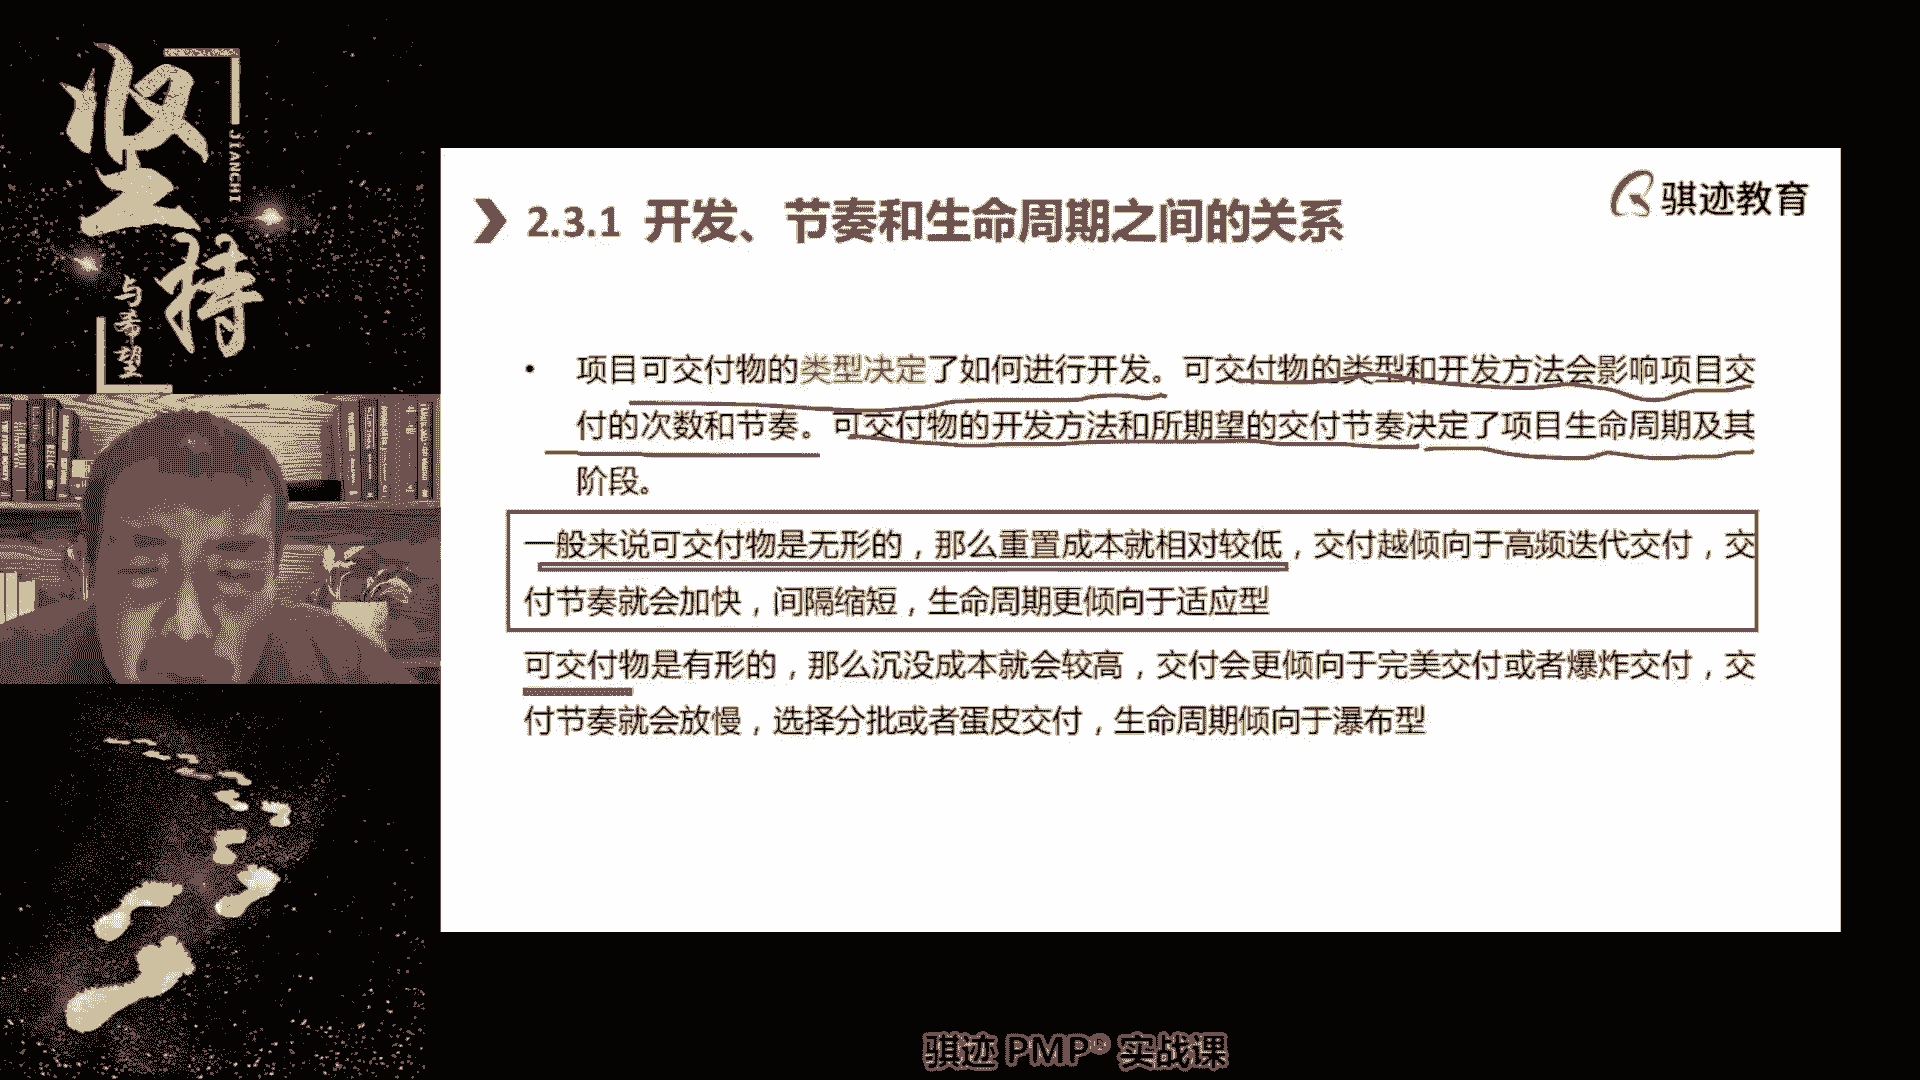 坚持
JIANCHI
与希望
骐迹教育
2.3.1 开发、节奏和生命周期之间的关系
• 项目可交付物的类型决定了如何进行开发。可交付物的类型和开发方法会影响项目交
付的次数和节奏。可交付物的开发方法和所期望的交付节奏决定了项目生命周期及其
阶段。
一般来说可交付物是无形的，那么重置成本就相对较低，交付越倾向于高频迭代交付，交
付节奏就会加快，间隔缩短，生命周期更倾向于适应型
可交付物是有形的，那么沉没成本就会较高，交付会更倾向于完美交付或者爆炸交付，交
付节奏就会放慢，选择分批或者蛋皮交付，生命周期倾向于瀑布型
骐迹 PMP® 实战课